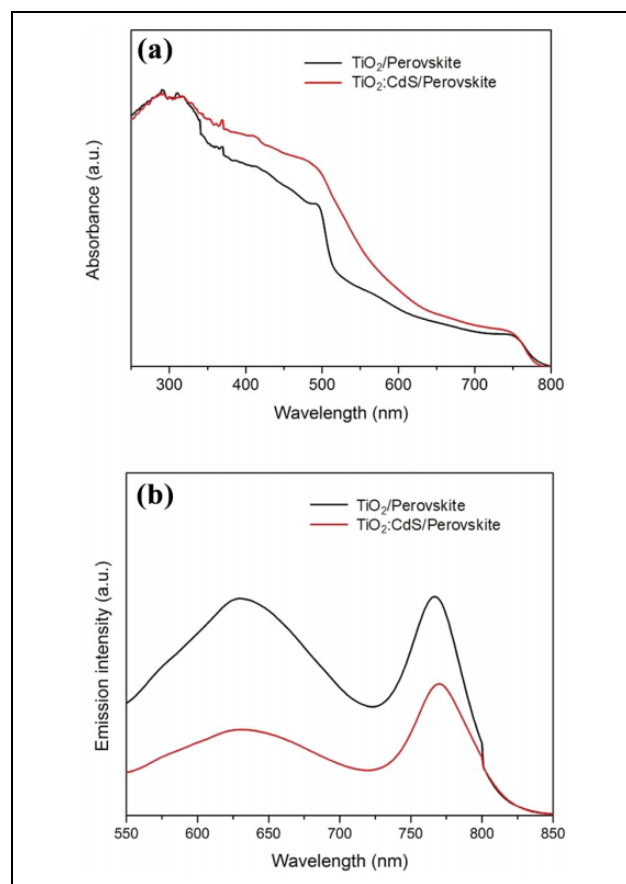 (a)
TiO₂/Perovskite
TiO₂:CdS/Perovskite
Absorbance (a.u.)
300 400 500 600 700 800
Wavelength (nm)
(b)
TiO₂/Perovskite
TiO₂:CdS/Perovskite
Emission intensity (a.u.)
550 600 650 700 750 800 850
Wavelength (nm)